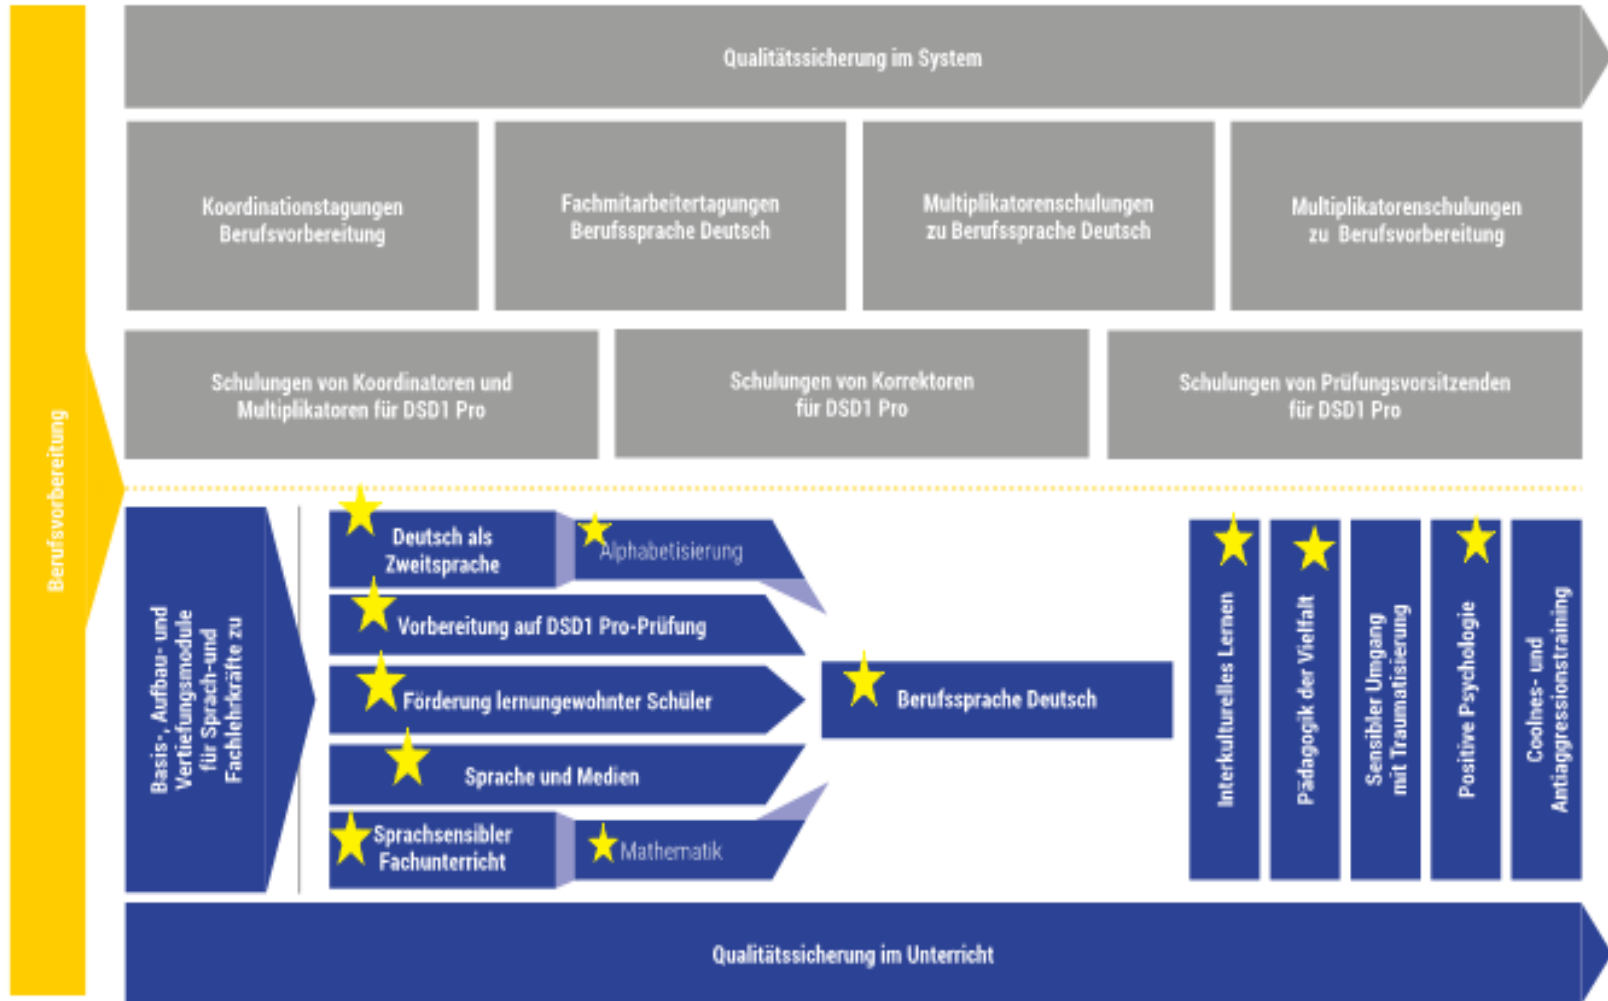 Qualitätssicherung im System
Koordinationstagungen
Berufsvorbereitung
Fachmitarbeitertagungen
Berufssprache Deutsch
Multiplikatorenschulungen
zu Berufssprache Deutsch
Multiplikatorenschulungen
zu Berufsvorbereitung
Schulungen von Koordinatoren und
Multiplikatoren für DSD1 Pro
Schulungen von Korrektoren
für DSD1 Pro
Schulungen von Prüfungsvorsitzenden
für DSD1 Pro
Berufsvorbereitung
Basis-, Aufbau- und
Vertiefungsmodule
für Sprach-und
Fachlehrkräfte zu
Deutsch als
Zweitsprache
Alphabetisierung
Vorbereitung auf DSD1 Pro-Prüfung
Förderung lernungewohnter Schüler
Sprache und Medien
Sprachsensibler
Fachunterricht
Mathematik
Berufssprache Deutsch
Interkulturelles Lernen
Pädagogik der Vielfalt
Sensibler Umgang
mit Traumatisierung
Positive Psychologie
Coolnes- und
Antiaggressionstraining
Qualitätssicherung im Unterricht